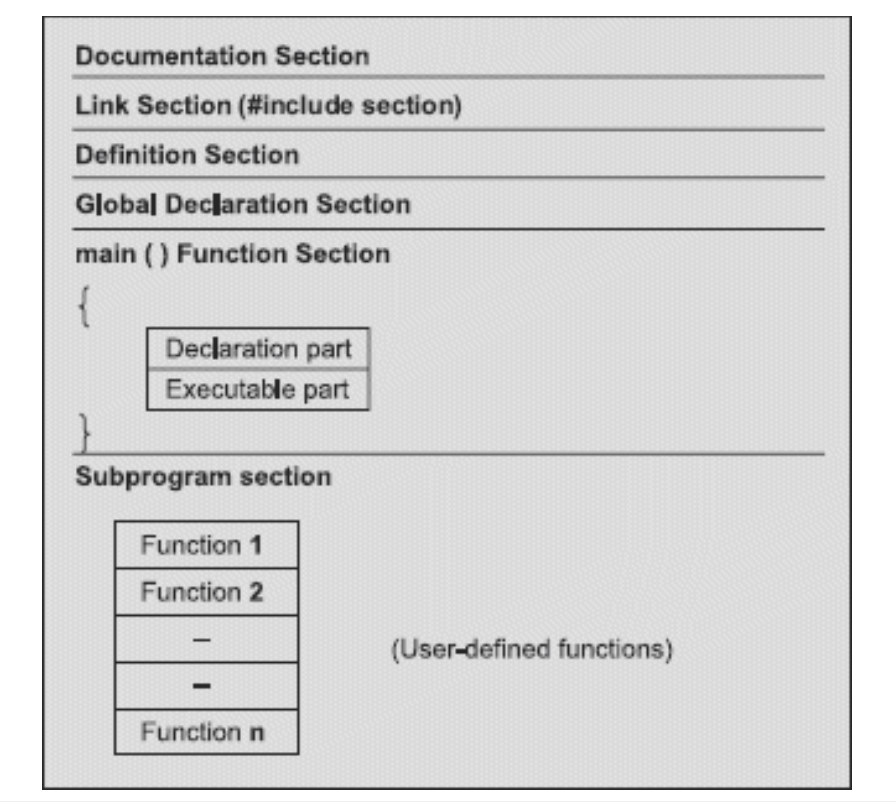 Documentation Section
Link Section (#include section)
Definition Section
Global Declaration Section
main ( ) Function Section
{
Declaration part
Executable part
}
Subprogram section
Function 1
Function 2
–
–
(User-defined functions)
Function n